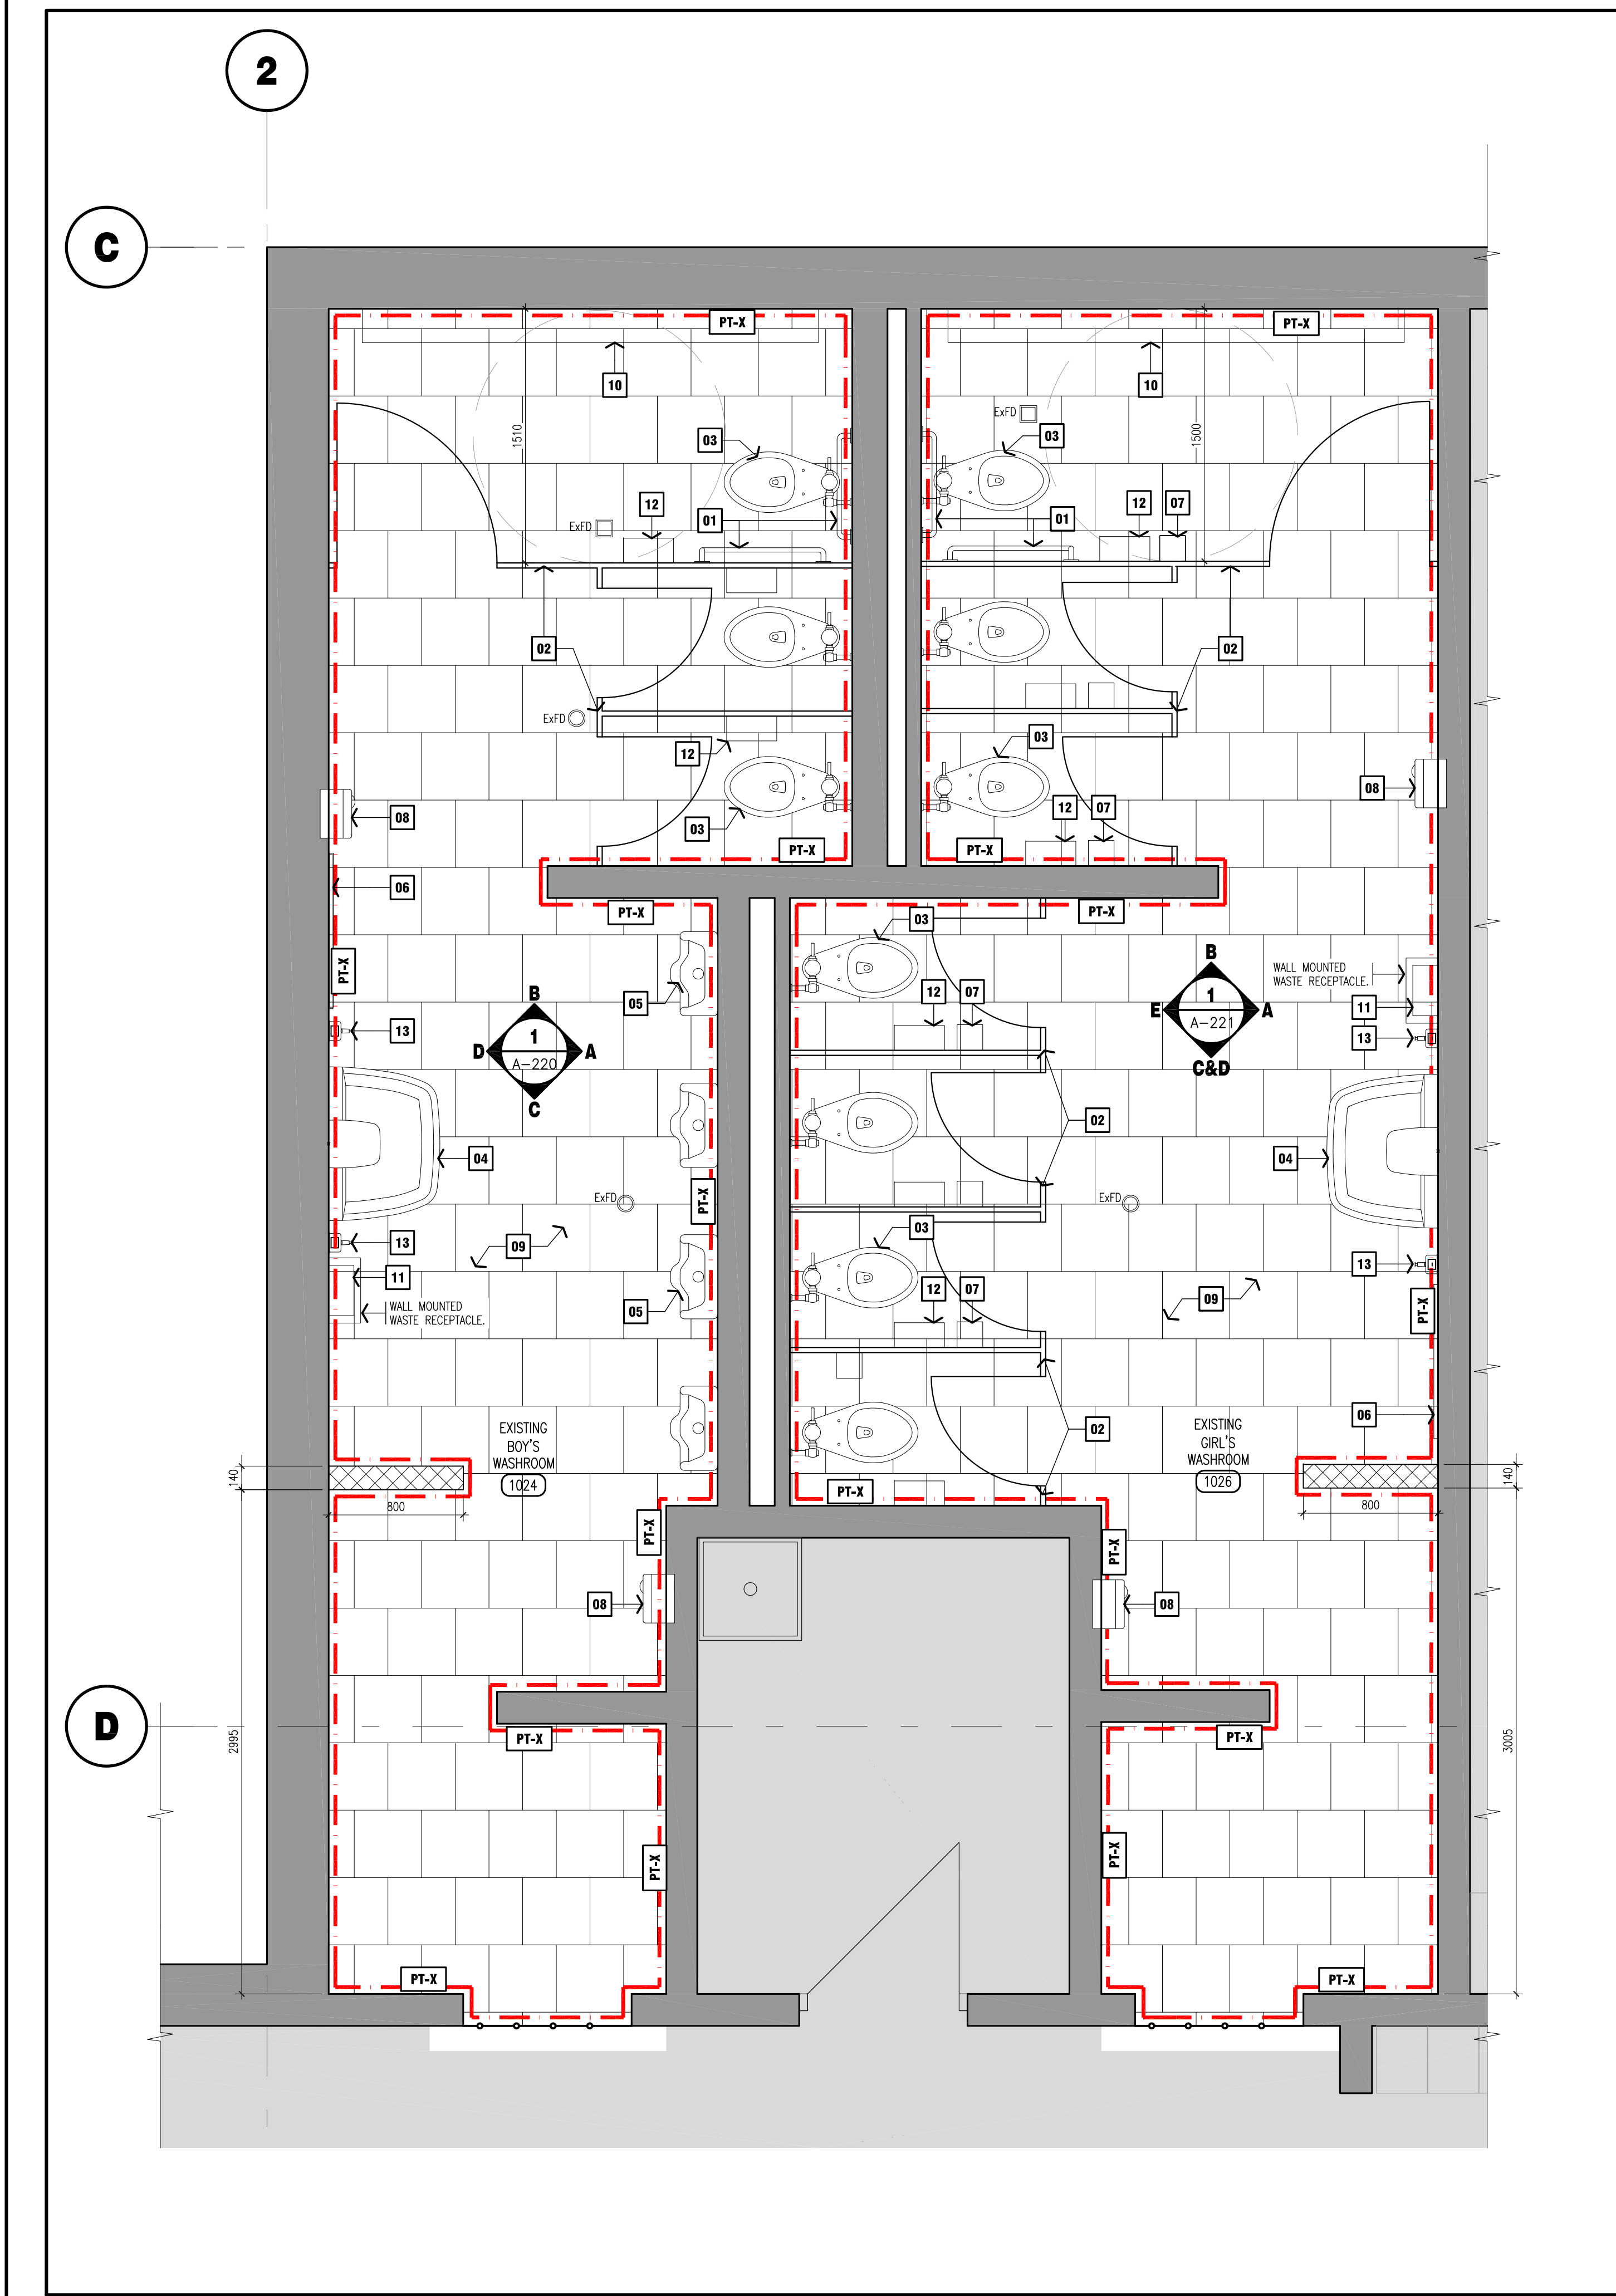 2
C
PT-X
PT-X
10
10
1510
1500
ExFD
03
03
12
12
07
01
01
ExFD
02
02
ExFD
12
03
08
08
12
07
03
PT-X
PT-X
06
PT-X
PT-X
03
PT-X
WALL MOUNTED
WASTE RECEPTACLE.
05
12
07
11
13
13
B
D
1
A
A-220
C
B
E
1
A
A-221
C&D
02
04
04
PT-X
ExFD
ExFD
13
09
03
13
11
12
07
09
WALL MOUNTED
WASTE RECEPTACLE.
05
PT-X
06
02
EXISTING
BOY'S
WASHROOM
1024
EXISTING
GIRL'S
WASHROOM
1026
140
800
140
800
PT-X
PT-X
PT-X
08
08
D
PT-X
PT-X
2995
3005
PT-X
PT-X
PT-X
PT-X